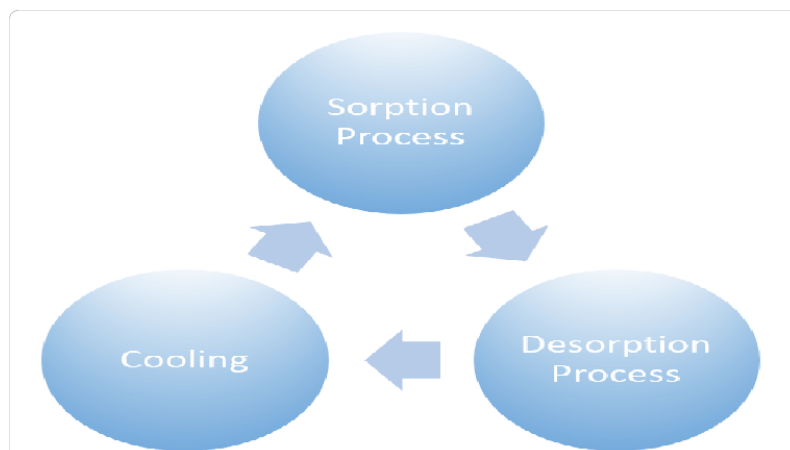 Sorption
Process
Cooling
Desorption
Process